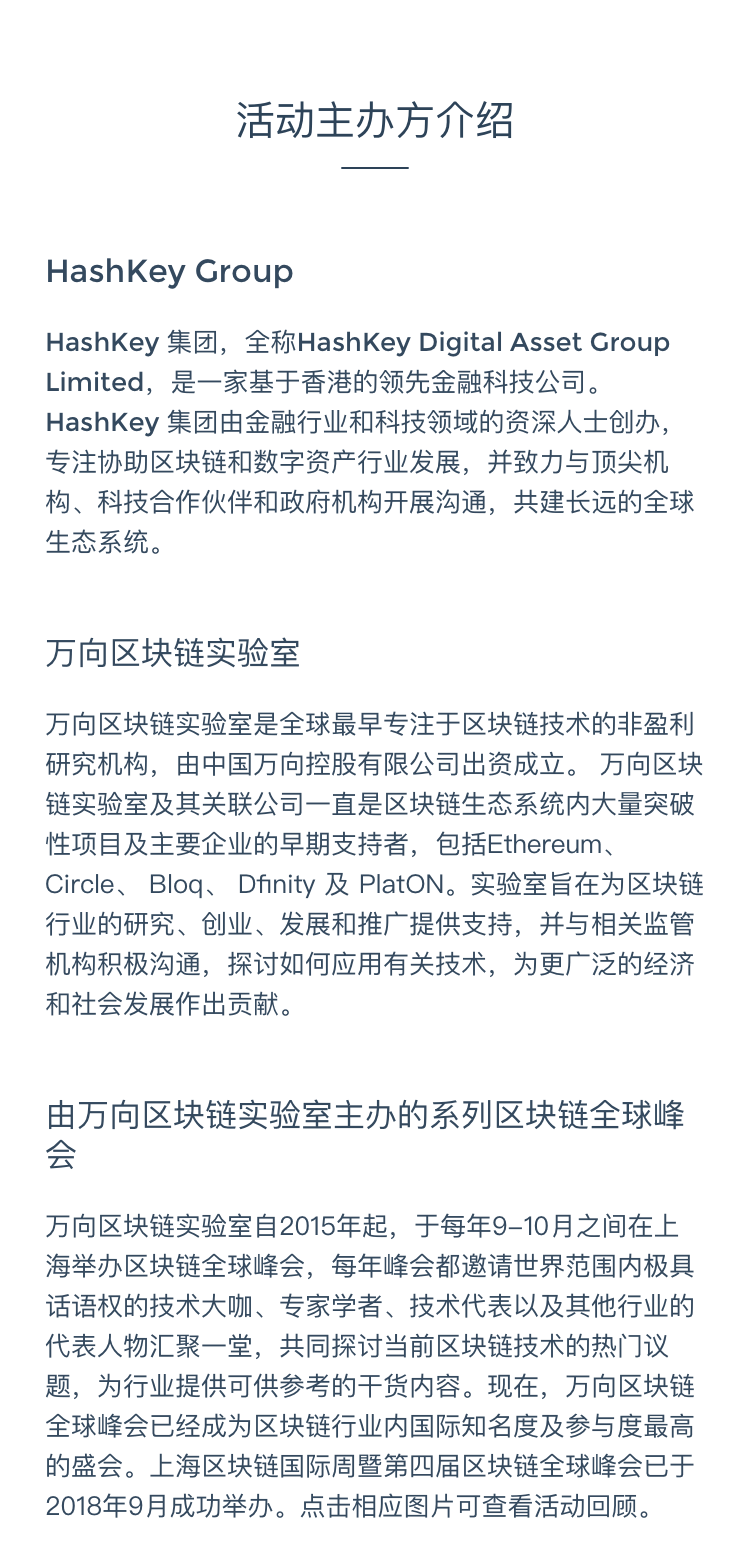 活动主办方介绍
HashKey Group
HashKey 集团，全称HashKey Digital Asset Group
Limited，是一家基于香港的领先金融科技公司。
HashKey 集团由金融行业和科技领域的资深人士创办，
专注协助区块链和数字资产行业发展，并致力与顶尖机
构、科技合作伙伴和政府机构开展沟通，共建长远的全球
生态系统。
万向区块链实验室
万向区块链实验室是全球最早专注于区块链技术的非盈利
研究机构，由中国万向控股有限公司出资成立。 万向区块
链实验室及其关联公司一直是区块链生态系统内大量突破
性项目及主要企业的早期支持者，包括Ethereum、
Circle、 Bloq、 Dfinity 及 PlatON。实验室旨在为区块链
行业的研究、创业、发展和推广提供支持，并与相关监管
机构积极沟通，探讨如何应用有关技术，为更广泛的经济
和社会发展作出贡献。
由万向区块链实验室主办的系列区块链全球峰
会
万向区块链实验室自2015年起，于每年9–10月之间在上
海举办区块链全球峰会，每年峰会都邀请世界范围内极具
话语权的技术大咖、专家学者、技术代表以及其他行业的
代表人物汇聚一堂，共同探讨当前区块链技术的热门议
题，为行业提供可供参考的干货内容。现在，万向区块链
全球峰会已经成为区块链行业内国际知名度及参与度最高
的盛会。上海区块链国际周暨第四届区块链全球峰会已于
2018年9月成功举办。点击相应图片可查看活动回顾。